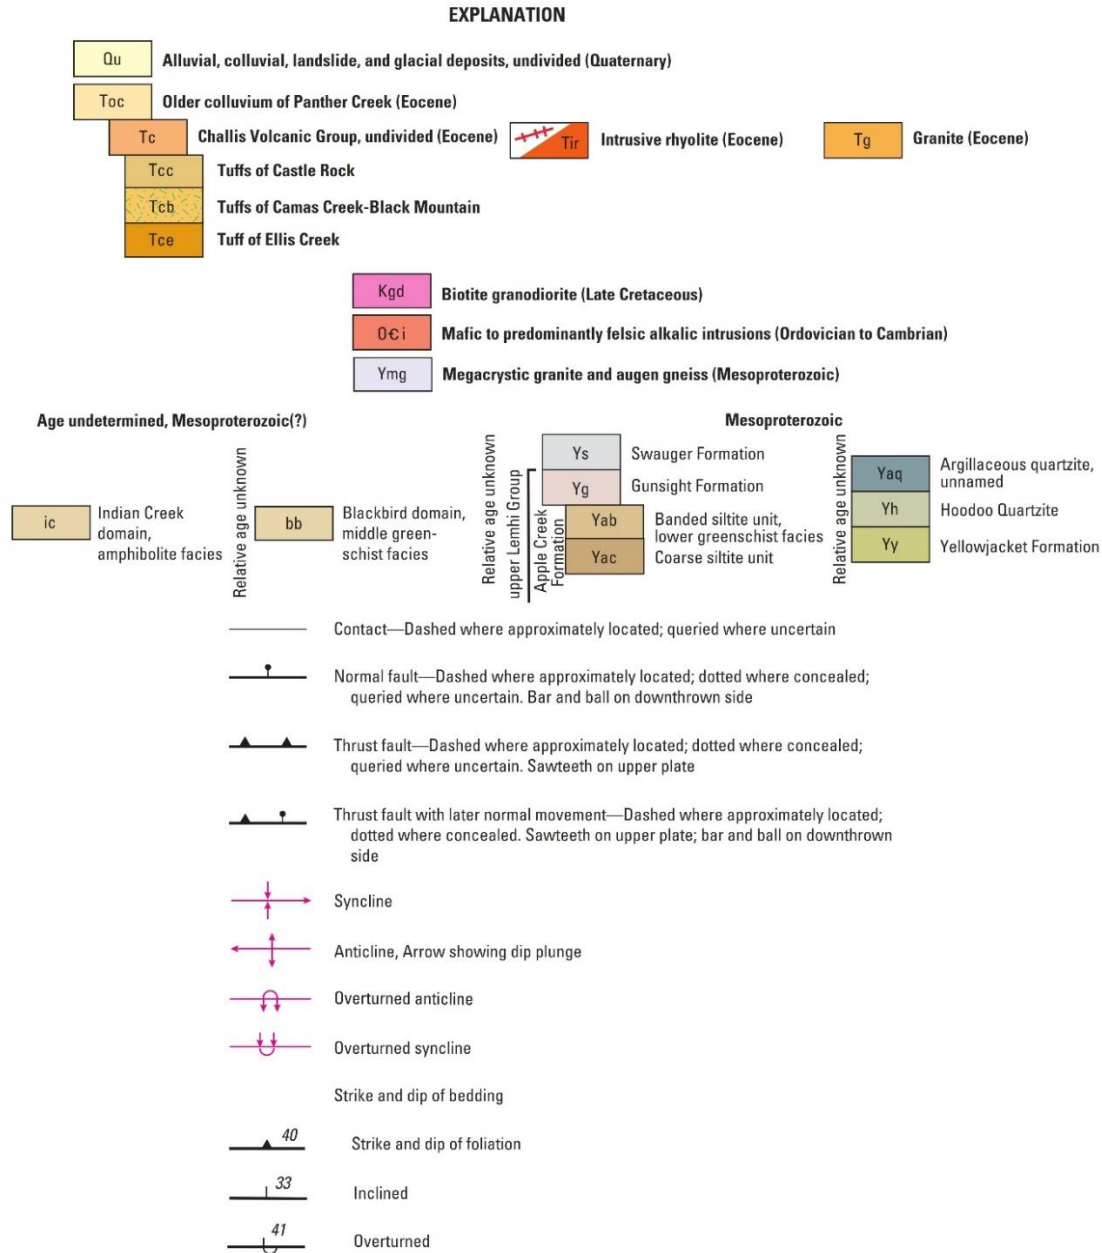 EXPLANATION
Qu
Alluvial, colluvial, landslide, and glacial deposits, undivided (Quaternary)
Toc
Older colluvium of Panther Creek (Eocene)
Tc
Challis Volcanic Group, undivided (Eocene)
Tir
Intrusive rhyolite (Eocene)
Tg
Granite (Eocene)
Tcc
Tuffs of Castle Rock
Tcb
Tuffs of Camas Creek-Black Mountain
Tce
Tuff of Ellis Creek
Kgd
Biotite granodiorite (Late Cretaceous)
O€i
Mafic to predominantly felsic alkalic intrusions (Ordovician to Cambrian)
Ymg
Megacrystic granite and augen gneiss (Mesoproterozoic)
Age undetermined, Mesoproterozoic(?)
ic
Indian Creek
domain,
amphibolite facies
Relative age unknown
bb
Blackbird domain,
middle green-
schist facies
Mesoproterozoic
Relative age unknown
upper Lemhi Group
Apple Creek
Formation
Ys
Swauger Formation
Yg
Gunsight Formation
Yab
Banded siltite unit,
lower greenschist facies
Yac
Coarse siltite unit
Relative age unknown
Yaq
Argillaceous quartzite,
unnamed
Yh
Hoodoo Quartzite
Yy
Yellowjacket Formation
Contact—Dashed where approximately located; queried where uncertain
Normal fault—Dashed where approximately located; dotted where concealed;
queried where uncertain. Bar and ball on downthrown side
Thrust fault—Dashed where approximately located; dotted where concealed;
queried where uncertain. Sawteeth on upper plate
Thrust fault with later normal movement—Dashed where approximately located;
dotted where concealed. Sawteeth on upper plate; bar and ball on downthrown
side
Syncline
Anticline, Arrow showing dip plunge
Overturned anticline
Overturned syncline
Strike and dip of bedding
40
Strike and dip of foliation
33
Inclined
41
Overturned